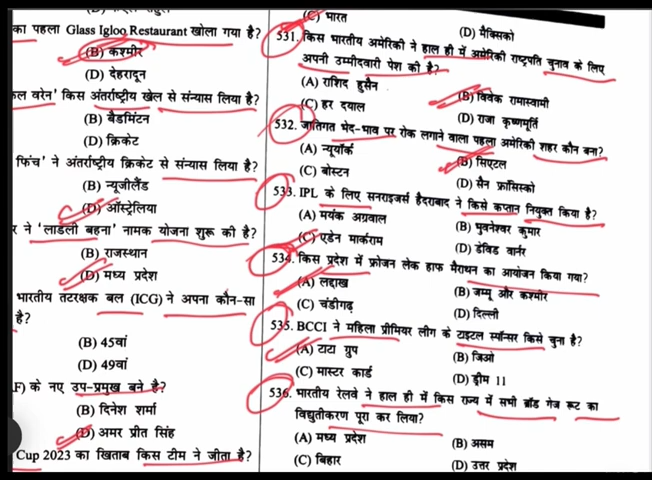 का पहला Glass Igloo Restaurant खोला गया है?
(B) कश्मीर
(D) देहरादून
कल वरेन' किस अंतर्राष्ट्रीय खेल से संन्यास लिया है?
(B) बैडमिंटन
(D) क्रिकेट
फिंच' ने अंतर्राष्ट्रीय क्रिकेट से संन्यास लिया है?
(B) न्यूजीलैंड
(D) ऑस्ट्रेलिया
र ने 'लाडली बहना' नामक योजना शुरू की है?
(B) राजस्थान
(D) मध्य प्रदेश
भारतीय तटरक्षक बल (ICG) ने अपना कौन-सा
है?
(B) 45वां
(D) 49वां
F) के नए उप-प्रमुख बने है?
(B) दिनेश शर्मा
(D) अमर प्रीत सिंह
Cup 2023 का खिताब किस टीम ने जीता है?
(C) भारत
(D) मैक्सिको
531. किस भारतीय अमेरिकी ने हाल ही में अमेरिकी राष्ट्रपति चुनाव के लिए
अपनी उम्मीदवारी पेश की है?
(A) राशिद हुसैन
(B) विवेक रामास्वामी
(C) हर दयाल
(D) राजा कृष्णमूर्ति
532. जातिगत भेद-भाव पर रोक लगाने वाला पहला अमेरिकी शहर कौन बना?
(A) न्यूयॉर्क
(B) सिएटल
(C) बोस्टन
(D) सैन फ्रांसिस्को
533. IPL के लिए सनराइजर्स हैदराबाद ने किसे कप्तान नियुक्त किया है?
(A) मयंक अग्रवाल
(B) भुवनेश्वर कुमार
(C) एडेन मार्कराम
(D) डेविड वार्नर
534. किस प्रदेश में फ्रोजन लेक हाफ मैराथन का आयोजन किया गया?
(A) लद्दाख
(B) जम्मू और कश्मीर
(C) चंडीगढ़
(D) दिल्ली
535. BCCI ने महिला प्रीमियर लीग के टाइटल स्पॉन्सर किसे चुना है?
(A) टाटा ग्रुप
(B) जिओ
(C) मास्टर कार्ड
(D) ड्रीम 11
536. भारतीय रेलवे ने हाल ही में किस राज्य में सभी ब्रॉड गेज रूट का
विद्युतीकरण पूरा कर लिया?
(A) मध्य प्रदेश
(B) असम
(C) बिहार
(D) उत्तर प्रदेश